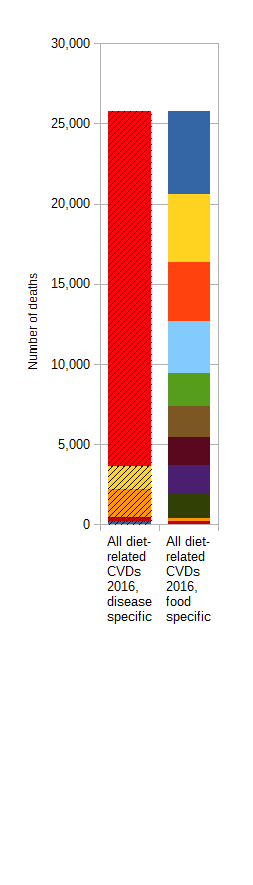 30,000
25,000
20,000
15,000
10,000
5,000
0
Number of deaths
All diet-
related
CVDs
2016,
disease
specific
All diet-
related
CVDs
2016,
food
specific